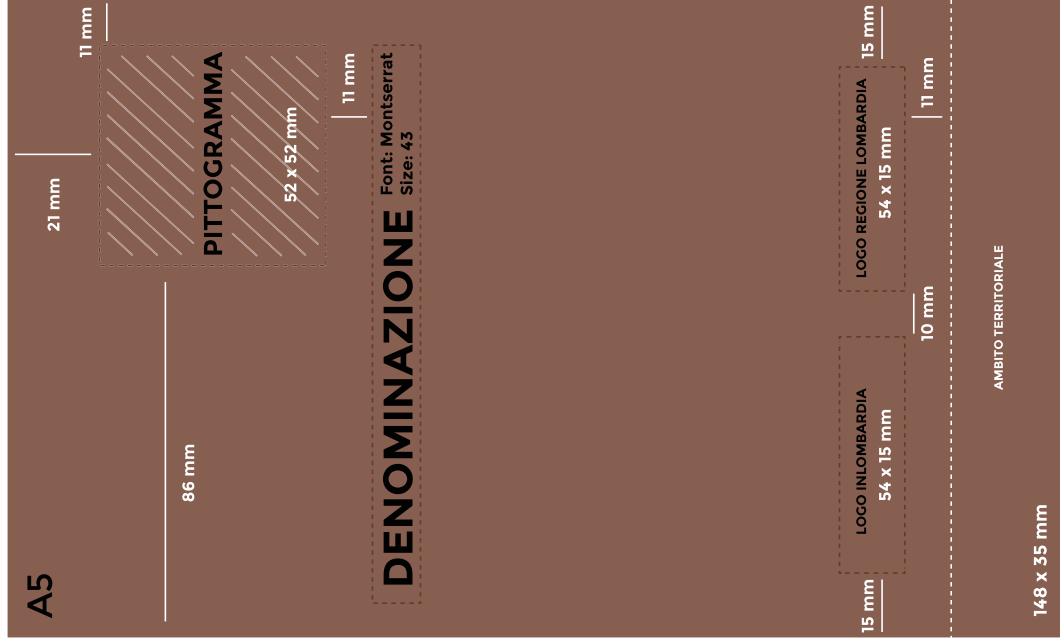 A5
21 mm
11 mm
PITTOGRAMMA
52 x 52 mm
86 mm
11 mm
DENOMINAZIONE
Font: Montserrat
Size: 43
15 mm
LOGO INLOMBARDIA
54 x 15 mm
10 mm
LOGO REGIONE LOMBARDIA
54 x 15 mm
15 mm
11 mm
AMBITO TERRITORIALE
148 x 35 mm